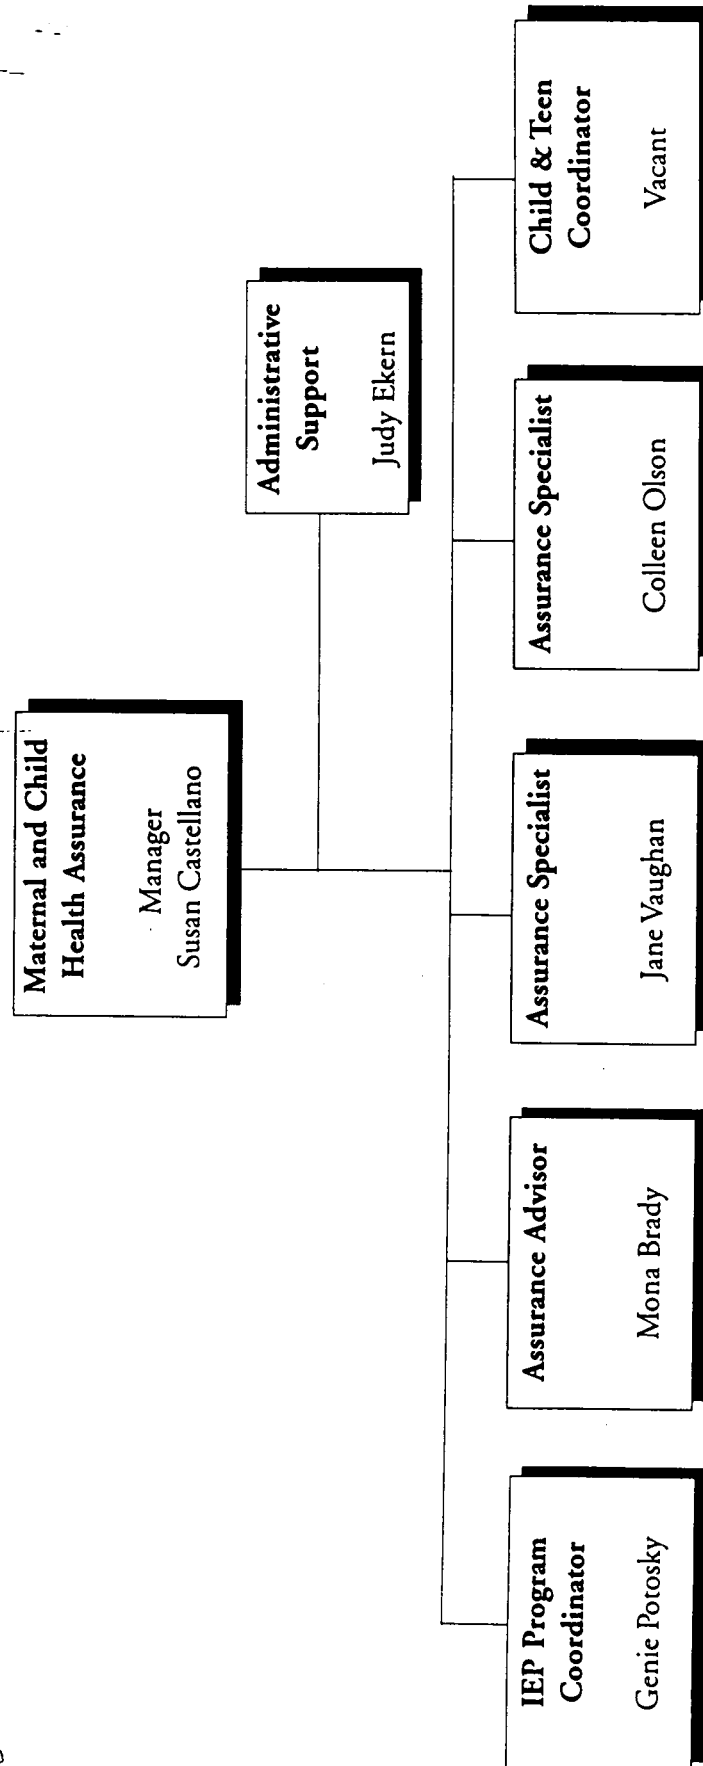 Maternal and Child
Health Assurance
Manager
Susan Castellano
Administrative
Support
Judy Ekern
IEP Program
Coordinator
Genie Potosky
Assurance Advisor
Mona Brady
Assurance Specialist
Jane Vaughan
Assurance Specialist
Colleen Olson
Child & Teen
Coordinator
Vacant